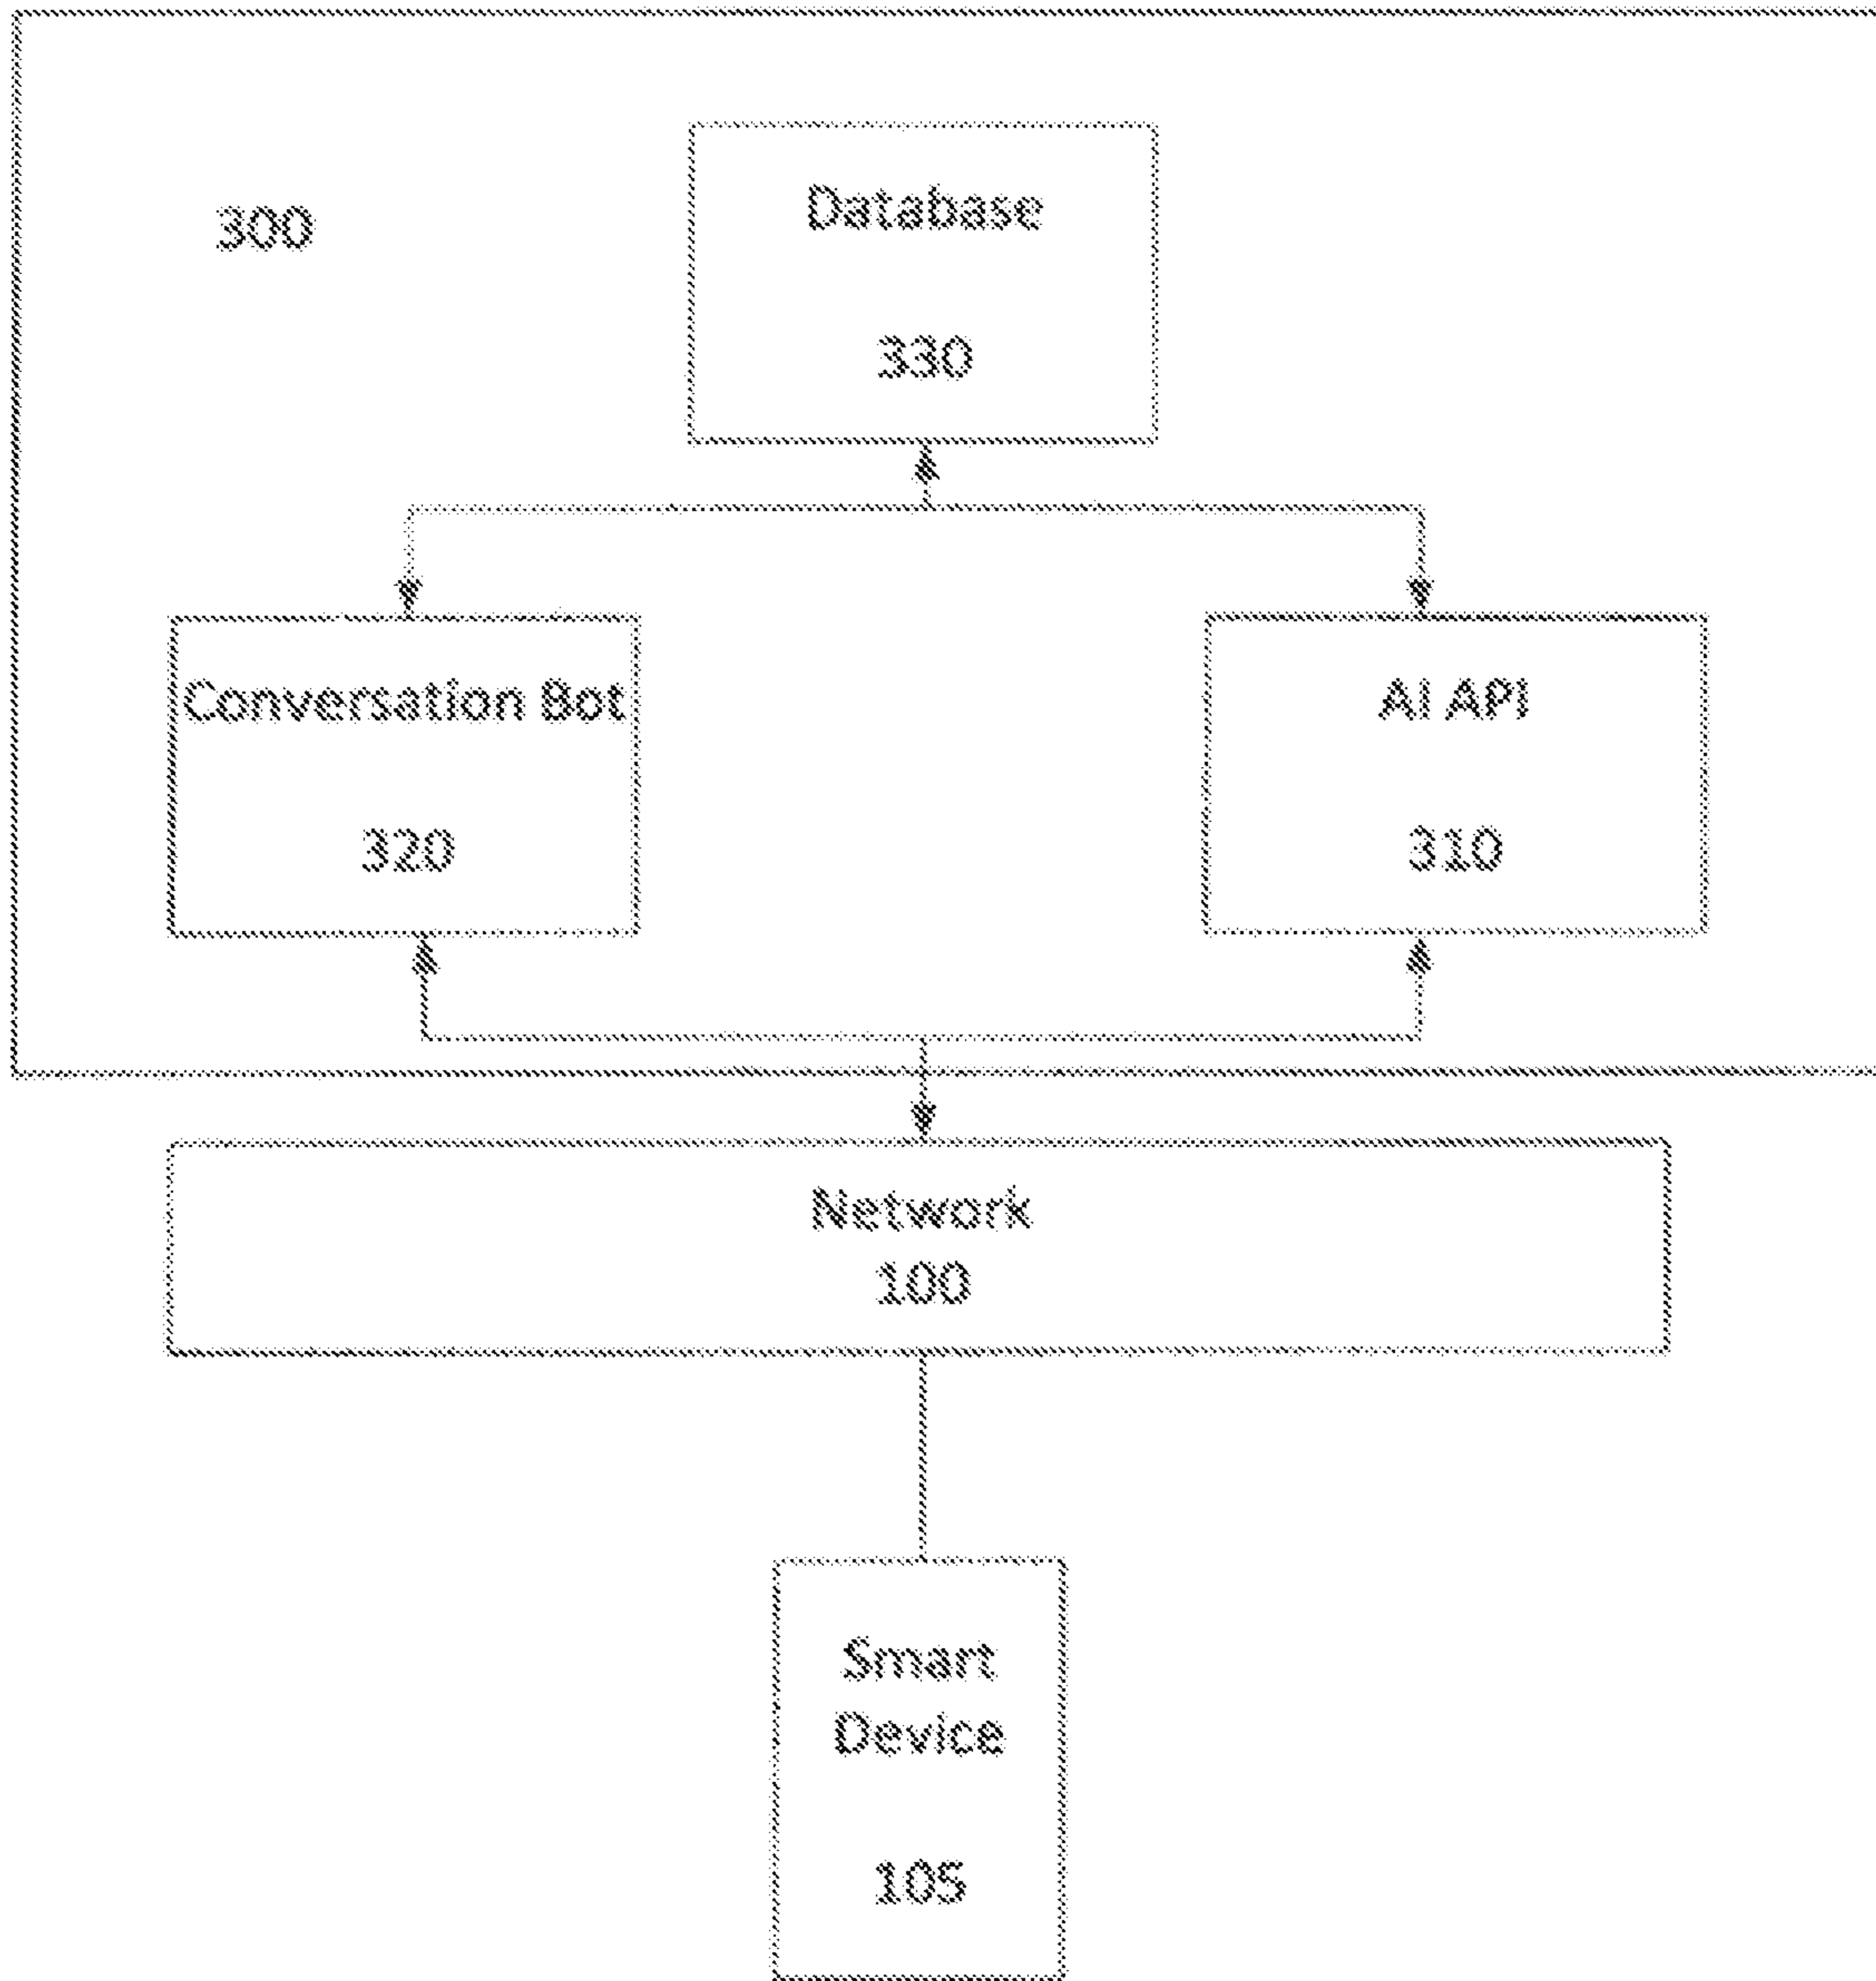 300
Database
330
Conversation Bot
320
AI API
310
Network
100
Smart
Device
105